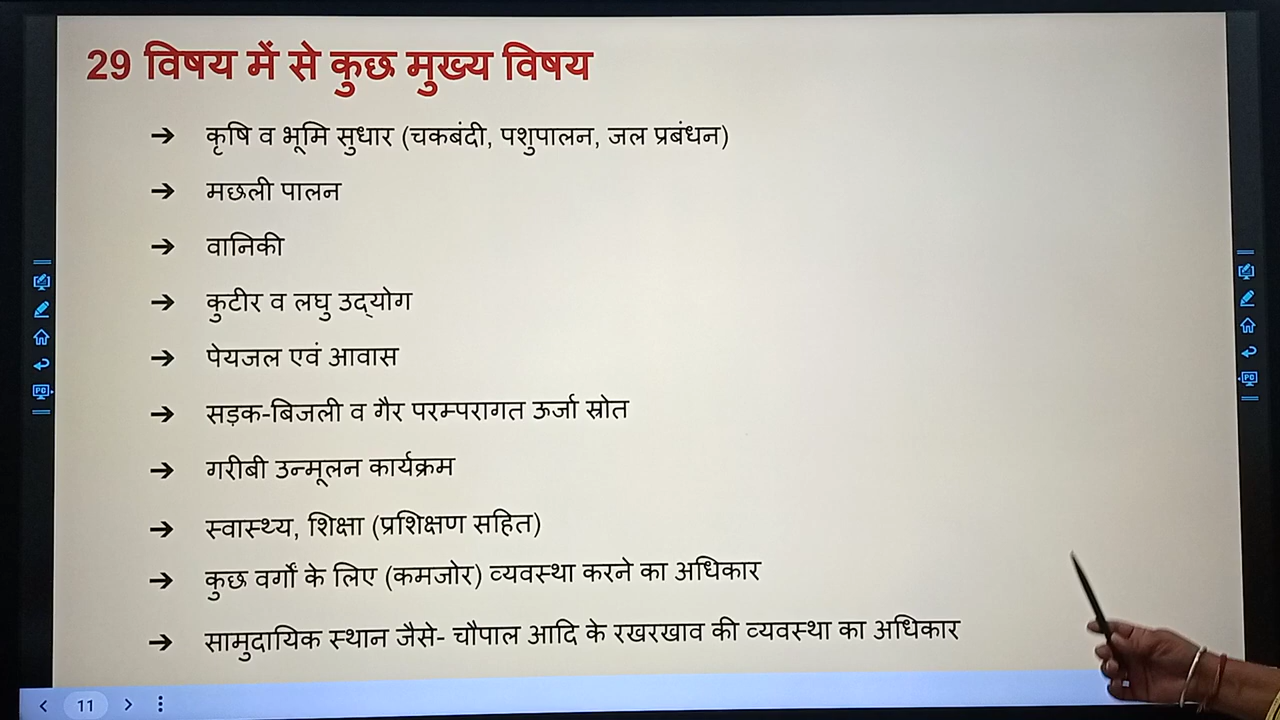 29 विषय में से कुछ मुख्य विषय
➔ कृषि व भूमि सुधार (चकबंदी, पशुपालन, जल प्रबंधन)
➔ मछली पालन
➔ वानिकी
➔ कुटीर व लघु उद्योग
➔ पेयजल एवं आवास
➔ सड़क-बिजली व गैर परम्परागत ऊर्जा स्रोत
➔ गरीबी उन्मूलन कार्यक्रम
➔ स्वास्थ्य, शिक्षा (प्रशिक्षण सहित)
➔ कुछ वर्गों के लिए (कमजोर) व्यवस्था करने का अधिकार
➔ सामुदायिक स्थान जैसे- चौपाल आदि के रखरखाव की व्यवस्था का अधिकार
PC
PC
11